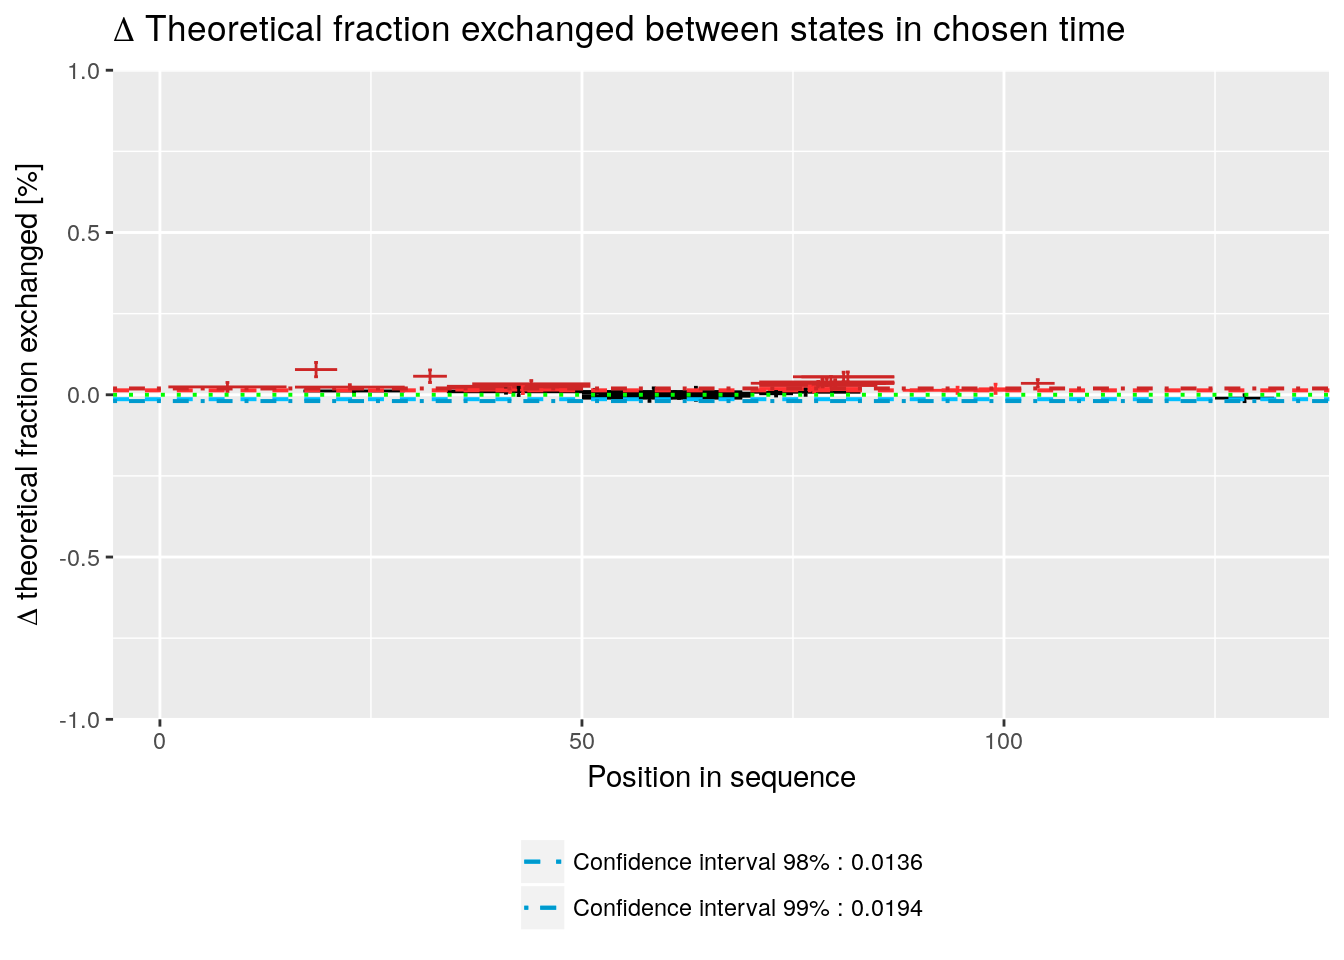 Δ Theoretical fraction exchanged between states in chosen time
Δ theoretical fraction exchanged [%]
1.0
0.5
0.0
-0.5
-1.0
0 50 100
Position in sequence
Confidence interval 98% : 0.0136
Confidence interval 99% : 0.0194